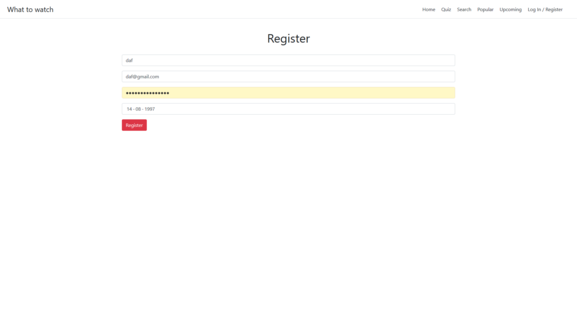 What to watch
Home Quiz Search Popular Upcoming Log In / Register
Register
daf
daf@gmail.com
●●●●●●●●●●●●●●●
14 - 08 - 1997
Register